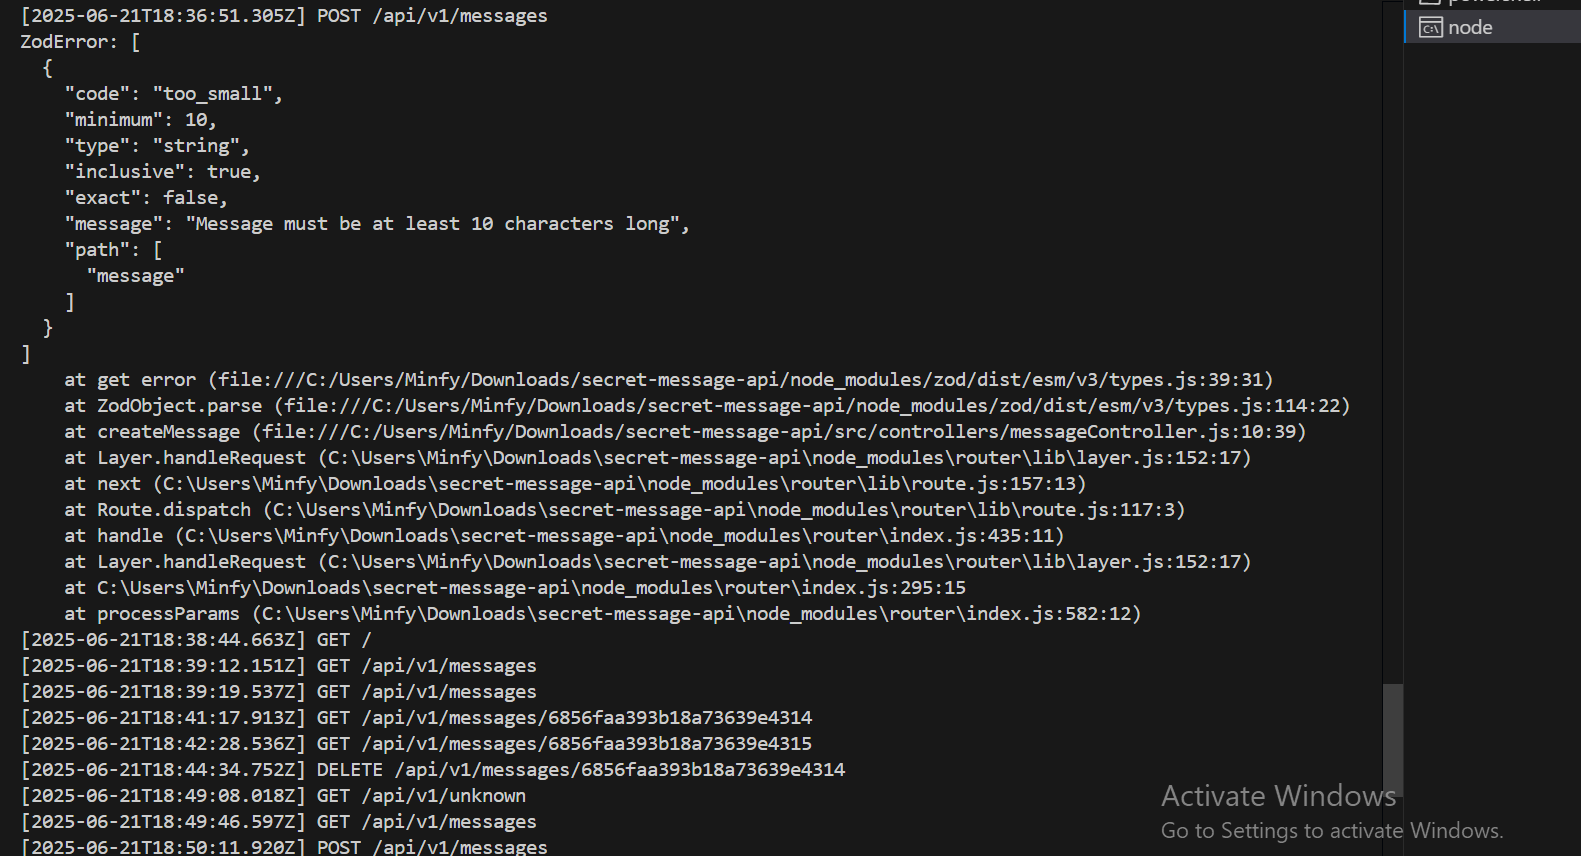 [2025-06-21T18:36:51.305Z] POST /api/v1/messages
ZodError: [
  {
    "code": "too_small",
    "minimum": 10,
    "type": "string",
    "inclusive": true,
    "exact": false,
    "message": "Message must be at least 10 characters long",
    "path": [
      "message"
    ]
  }
]
    at get error (file:///C:/Users/Minfy/Downloads/secret-message-api/node_modules/zod/dist/esm/v3/types.js:39:31)
    at ZodObject.parse (file:///C:/Users/Minfy/Downloads/secret-message-api/node_modules/zod/dist/esm/v3/types.js:114:22)
    at createMessage (file:///C:/Users/Minfy/Downloads/secret-message-api/src/controllers/messageController.js:10:39)
    at Layer.handleRequest (C:\Users\Minfy\Downloads\secret-message-api\node_modules\router\lib\layer.js:152:17)
    at next (C:\Users\Minfy\Downloads\secret-message-api\node_modules\router\lib\route.js:157:13)
    at Route.dispatch (C:\Users\Minfy\Downloads\secret-message-api\node_modules\router\lib\route.js:117:3)
    at handle (C:\Users\Minfy\Downloads\secret-message-api\node_modules\router\index.js:435:11)
    at Layer.handleRequest (C:\Users\Minfy\Downloads\secret-message-api\node_modules\router\lib\layer.js:152:17)
    at C:\Users\Minfy\Downloads\secret-message-api\node_modules\router\index.js:295:15
    at processParams (C:\Users\Minfy\Downloads\secret-message-api\node_modules\router\index.js:582:12)
[2025-06-21T18:38:44.663Z] GET /
[2025-06-21T18:39:12.151Z] GET /api/v1/messages
[2025-06-21T18:39:19.537Z] GET /api/v1/messages
[2025-06-21T18:41:17.913Z] GET /api/v1/messages/6856faa393b18a73639e4314
[2025-06-21T18:42:28.536Z] GET /api/v1/messages/6856faa393b18a73639e4315
[2025-06-21T18:44:34.752Z] DELETE /api/v1/messages/6856faa393b18a73639e4314
[2025-06-21T18:49:08.018Z] GET /api/v1/unknown
[2025-06-21T18:49:46.597Z] GET /api/v1/messages
[2025-06-21T18:50:11.920Z] POST /api/v1/messages
node
Activate Windows
Go to Settings to activate Windows.